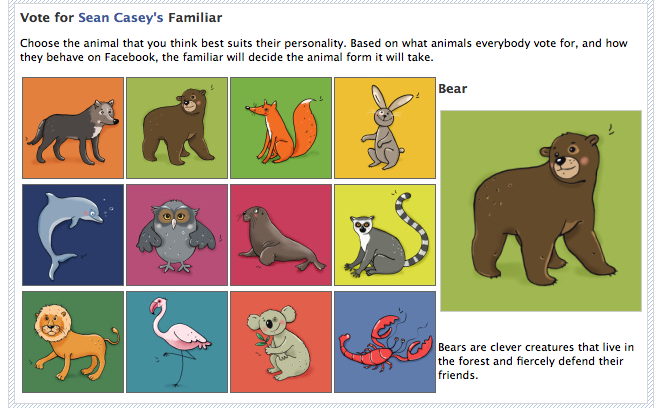 Vote for Sean Casey's Familiar
Choose the animal that you think best suits their personality. Based on what animals everybody vote for, and how
they behave on Facebook, the familiar will decide the animal form it will take.
Bear
Bears are clever creatures that live in
the forest and fiercely defend their
friends.